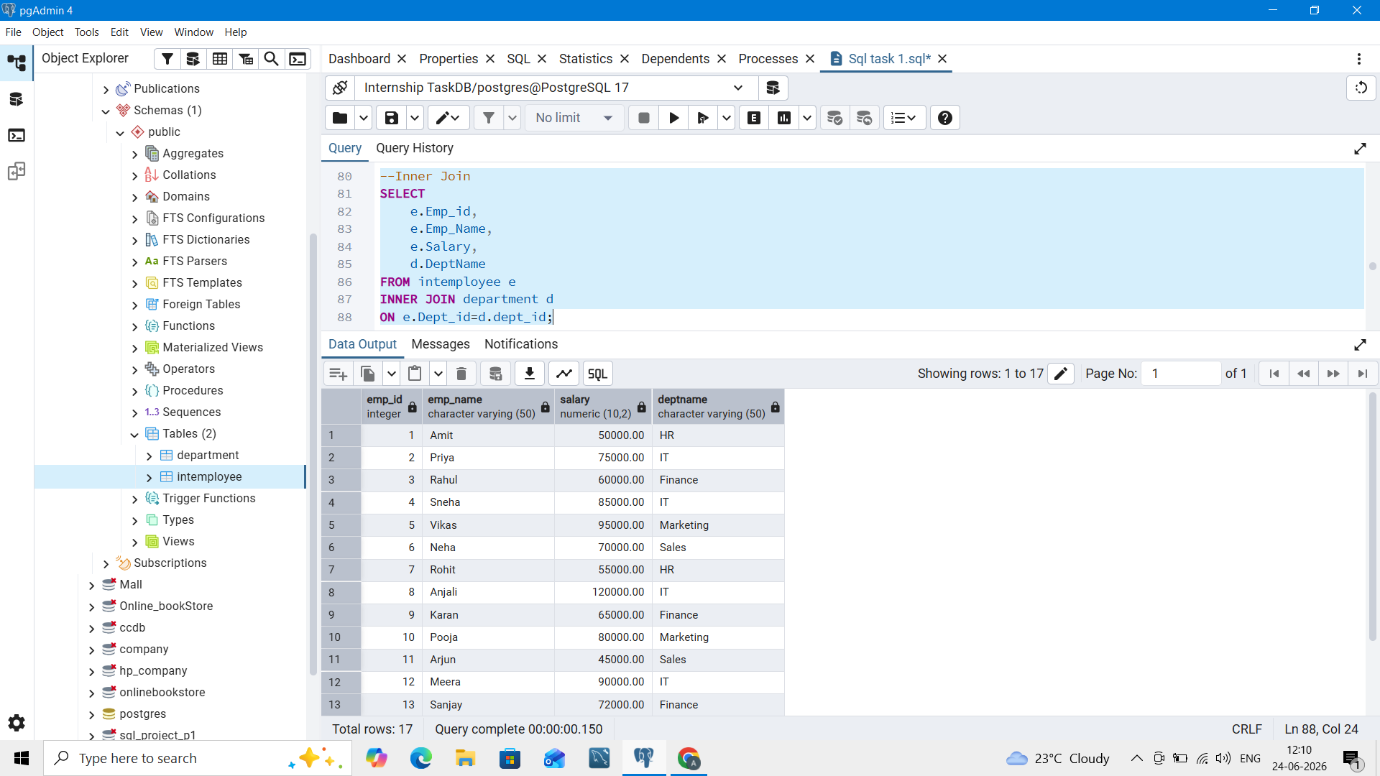 pgAdmin 4
File Object Tools Edit View Window Help
Object Explorer
Dashboard Properties SQL Statistics Dependents Processes Sql task 1.sql*
Publications
Schemas (1)
public
Aggregates
Collations
Domains
FTS Configurations
FTS Dictionaries
FTS Parsers
FTS Templates
Foreign Tables
Functions
Materialized Views
Operators
Procedures
1..3 Sequences
Tables (2)
department
intemployee
Trigger Functions
Types
Views
Subscriptions
Mall
Online_bookStore
ccdb
company
hp_company
onlinebookstore
postgres
sql_project_p1
Internship TaskDB/postgres@PostgreSQL 17
No limit
Query Query History
80 --Inner Join
81 SELECT
82 e.Emp_id,
83 e.Emp_Name,
84 e.Salary,
85 d.DeptName
86 FROM intemployee e
87 INNER JOIN department d
88 ON e.Dept_id=d.dept_id;
Data Output Messages Notifications
SQL Showing rows: 1 to 17 Page No: 1 of 1
emp_id emp_name salary deptname
integer character varying (50) numeric (10,2) character varying (50)
1 1 Amit 50000.00 HR
2 2 Priya 75000.00 IT
3 3 Rahul 60000.00 Finance
4 4 Sneha 85000.00 IT
5 5 Vikas 95000.00 Marketing
6 6 Neha 70000.00 Sales
7 7 Rohit 55000.00 HR
8 8 Anjali 120000.00 IT
9 9 Karan 65000.00 Finance
10 10 Pooja 80000.00 Marketing
11 11 Arjun 45000.00 Sales
12 12 Meera 90000.00 IT
13 13 Sanjay 72000.00 Finance
Total rows: 17 Query complete 00:00:00.150 CRLF Ln 88, Col 24
Type here to search
23°C Cloudy
ENG
12:10
24-06-2026
1